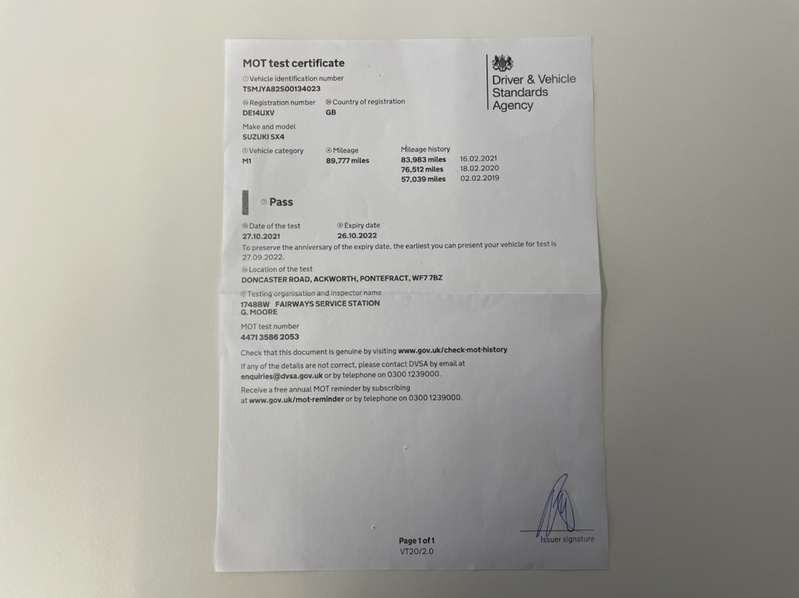 MOT test certificate
Driver & Vehicle
Standards
Agency
Vehicle identification number
TSMJYA82S00134023
Registration number Country of registration
DE14UXV GB
Make and model
SUZUKI SX4
Vehicle category Mileage Mileage history
M1 89,777 miles 83,983 miles 16.02.2021
76,512 miles 18.02.2020
57,039 miles 02.02.2019
Pass
Date of the test Expiry date
27.10.2021 26.10.2022
To preserve the anniversary of the expiry date, the earliest you can present your vehicle for test is
27.09.2022.
Location of the test
DONCASTER ROAD, ACKWORTH, PONTEFRACT, WF7 7BZ
Testing organisation and inspector name
1748BW FAIRWAYS SERVICE STATION
G. MOORE
MOT test number
4471 3586 2053
Check that this document is genuine by visiting www.gov.uk/check-mot-history
If any of the details are not correct, please contact DVSA by email at
enquiries@dvsa.gov.uk or by telephone on 0300 1239000.
Receive a free annual MOT reminder by subscribing
at www.gov.uk/mot-reminder or by telephone on 0300 1239000.
Issuer signature
Page 1 of 1
VT20/2.0